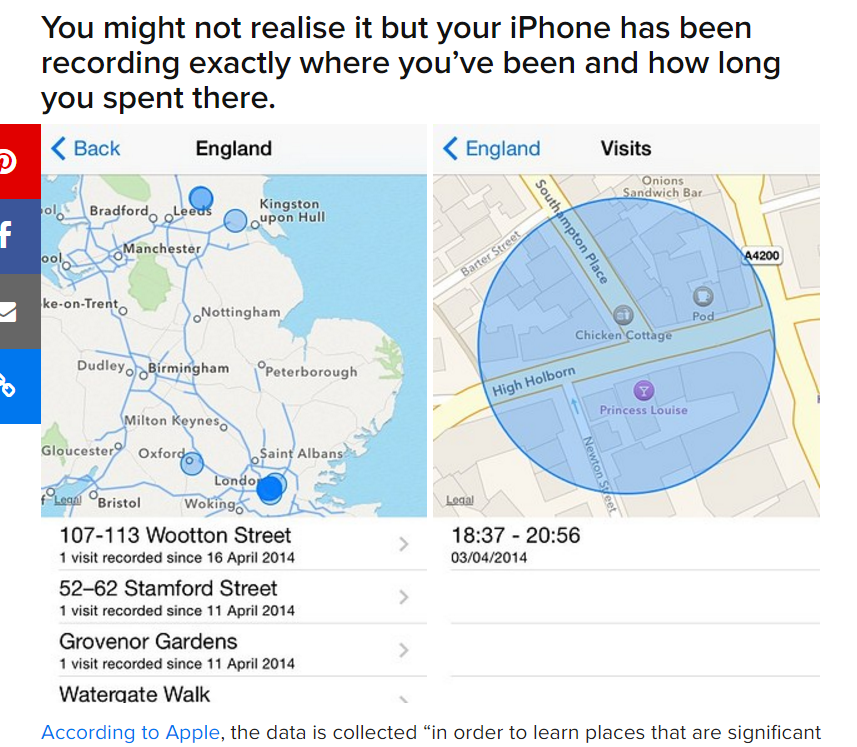 You might not realise it but your iPhone has been
recording exactly where you’ve been and how long
you spent there.
Back
England
Bradford
Leeds
Kingston
upon Hull
Manchester
ke-on-Trent
Nottingham
Dudley
Birmingham
Peterborough
Milton Keynes
Gloucester
Oxford
Saint Albans
London
Legal
Bristol
Woking
107-113 Wootton Street
1 visit recorded since 16 April 2014
52–62 Stamford Street
1 visit recorded since 11 April 2014
Grovenor Gardens
1 visit recorded since 11 April 2014
Watergate Walk
England
Visits
Onions
Sandwich Bar
Southampton Place
Barter Street
A4200
Pod
Chicken Cottage
High Holborn
Princess Louise
Newton Street
Legal
18:37 - 20:56
03/04/2014
According to Apple, the data is collected “in order to learn places that are significant